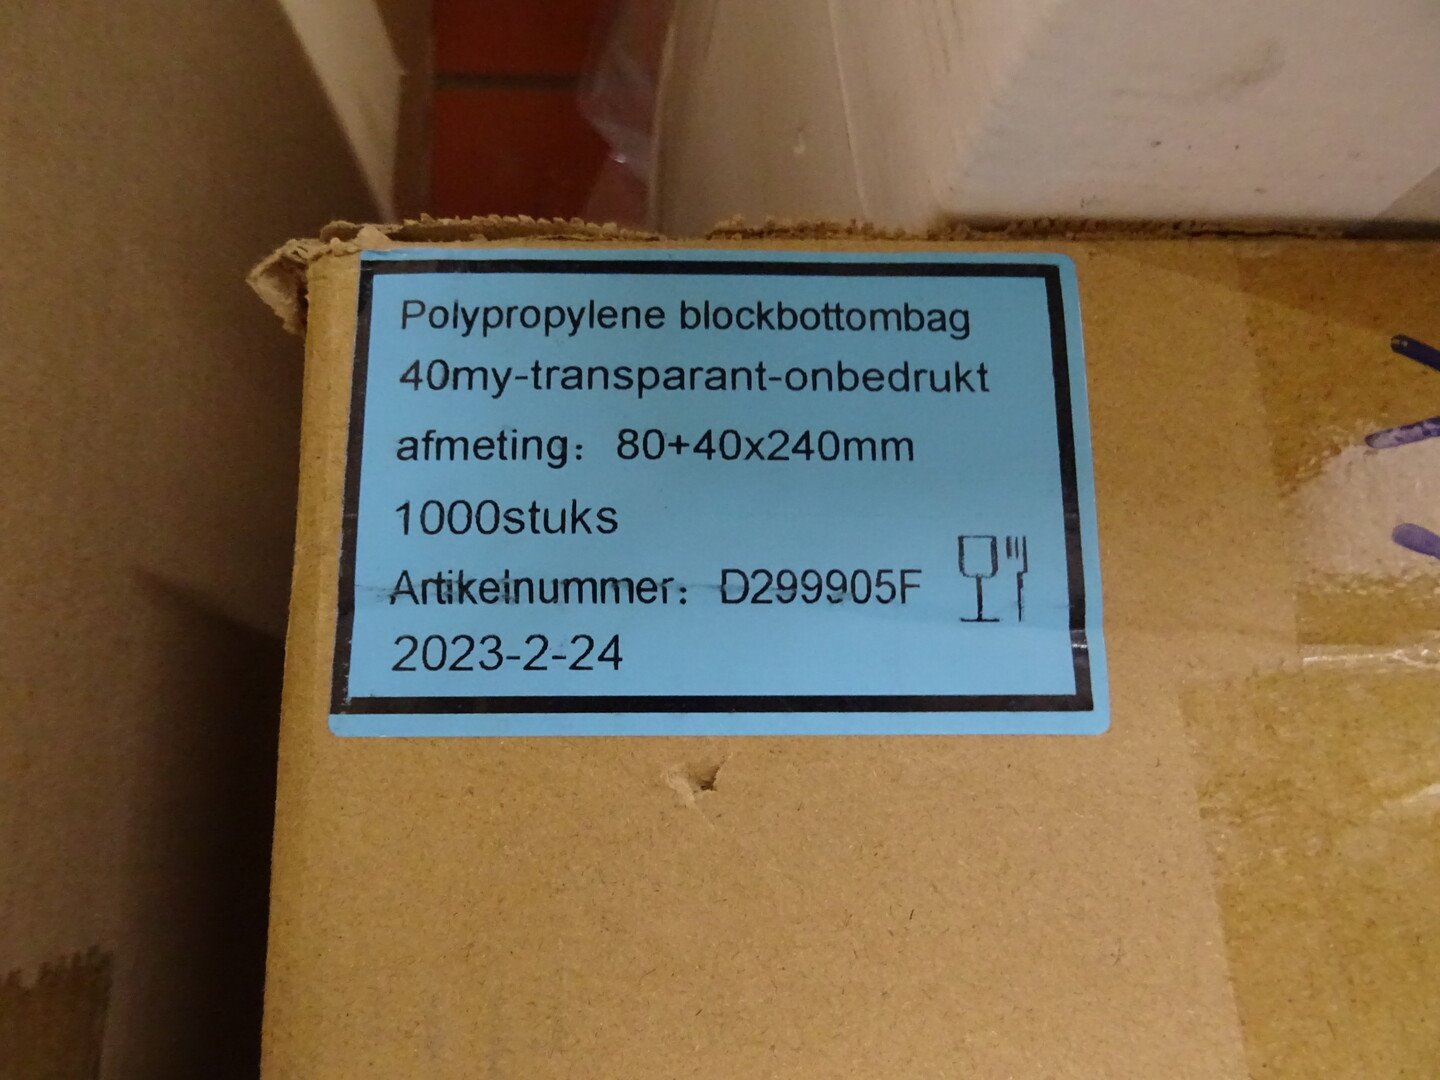 Polypropylene blockbottombag
40my-transparant-onbedrukt
afmeting: 80+40x240mm
1000stuks
Artikelnummer: D299905F
2023-2-24